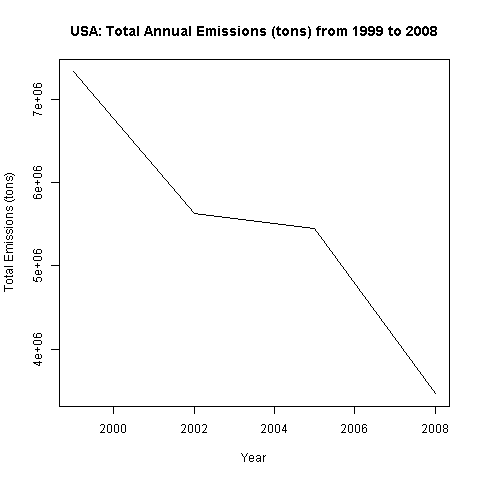 USA: Total Annual Emissions (tons) from 1999 to 2008
Total Emissions (tons)
7e+06
6e+06
5e+06
4e+06
2000 2002 2004 2006 2008
Year